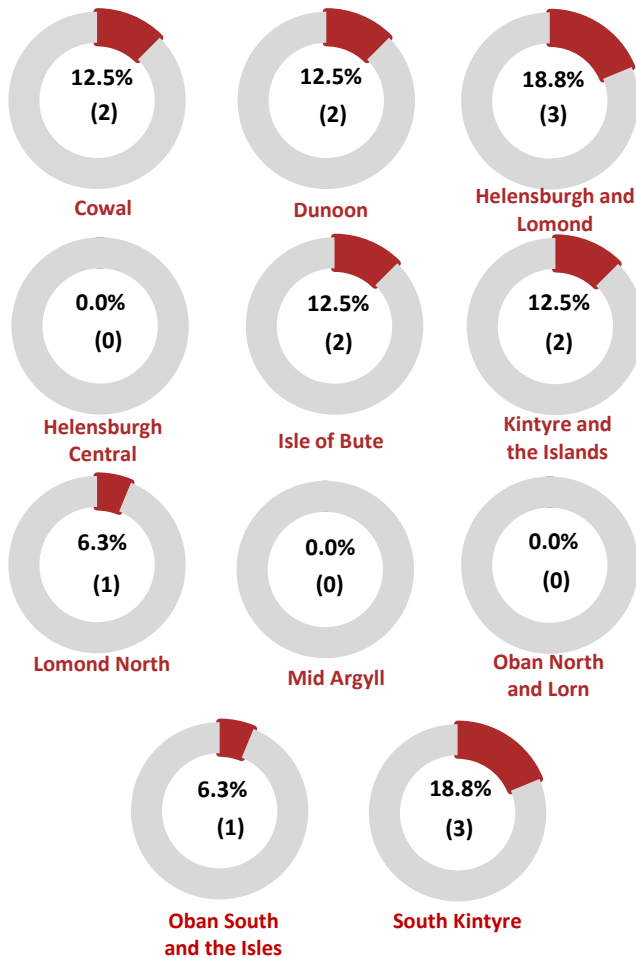 12.5%
(2)
Cowal
12.5%
(2)
Dunoon
18.8%
(3)
Helensburgh and
Lomond
0.0%
(0)
Helensburgh
Central
12.5%
(2)
Isle of Bute
12.5%
(2)
Kintyre and
the Islands
6.3%
(1)
Lomond North
0.0%
(0)
Mid Argyll
0.0%
(0)
Oban North
and Lorn
6.3%
(1)
Oban South
and the Isles
18.8%
(3)
South Kintyre